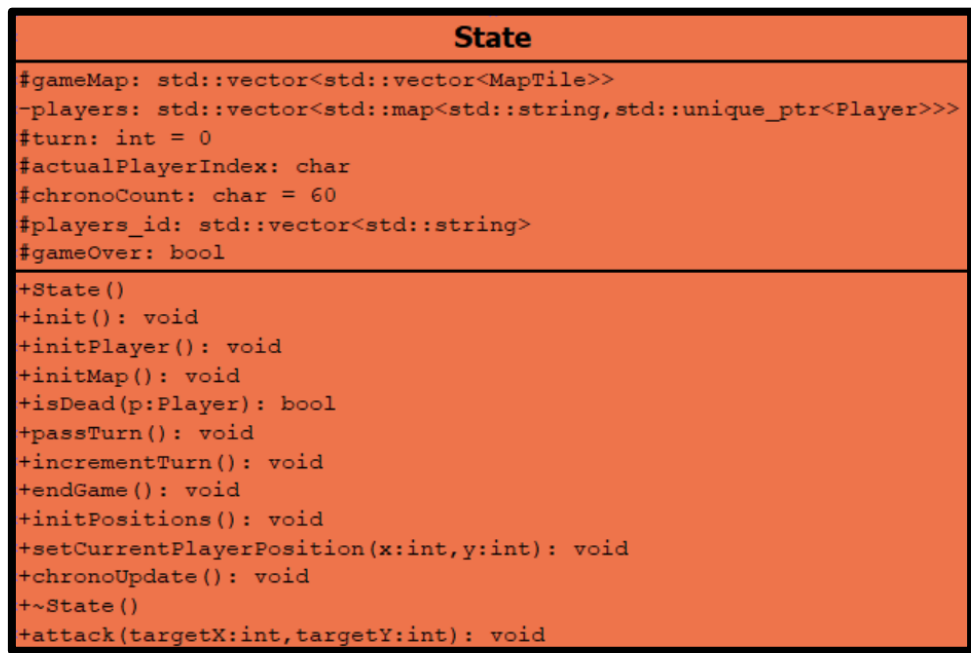 State
#gameMap: std::vector<std::vector<MapTile>>
-players: std::vector<std::map<std::string,std::unique_ptr<Player>>>
#turn: int = 0
#actualPlayerIndex: char
#chronoCount: char = 60
#players_id: std::vector<std::string>
#gameOver: bool
+State()
+init(): void
+initPlayer(): void
+initMap(): void
+isDead(p:Player): bool
+passTurn(): void
+incrementTurn(): void
+endGame(): void
+initPositions(): void
+setCurrentPlayerPosition(x:int,y:int): void
+chronoUpdate(): void
+~State()
+attack(targetX:int,targetY:int): void